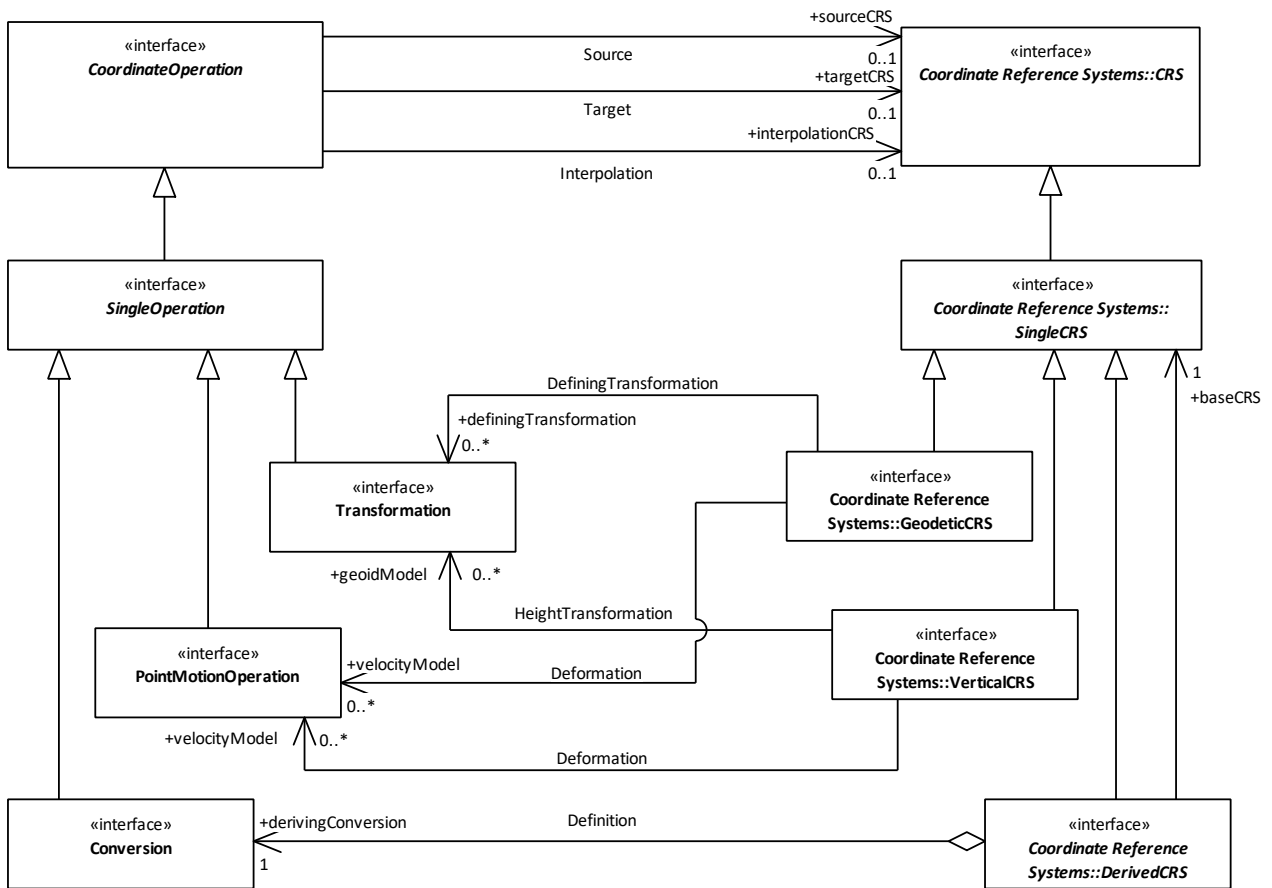 «interface»
CoordinateOperation
+sourceCRS
0..1
Source
+targetCRS
0..1
Target
+interpolationCRS
0..1
Interpolation
«interface»
Coordinate Reference Systems::CRS
«interface»
SingleOperation
«interface»
Coordinate Reference Systems::
SingleCRS
DefiningTransformation
+definingTransformation
0..*
1
+baseCRS
«interface»
Transformation
«interface»
Coordinate Reference
Systems::GeodeticCRS
+geoidModel
0..*
HeightTransformation
«interface»
PointMotionOperation
+velocityModel
0..*
Deformation
«interface»
Coordinate Reference
Systems::VerticalCRS
+velocityModel
0..*
Deformation
«interface»
Conversion
+derivingConversion
1
Definition
«interface»
Coordinate Reference
Systems::DerivedCRS